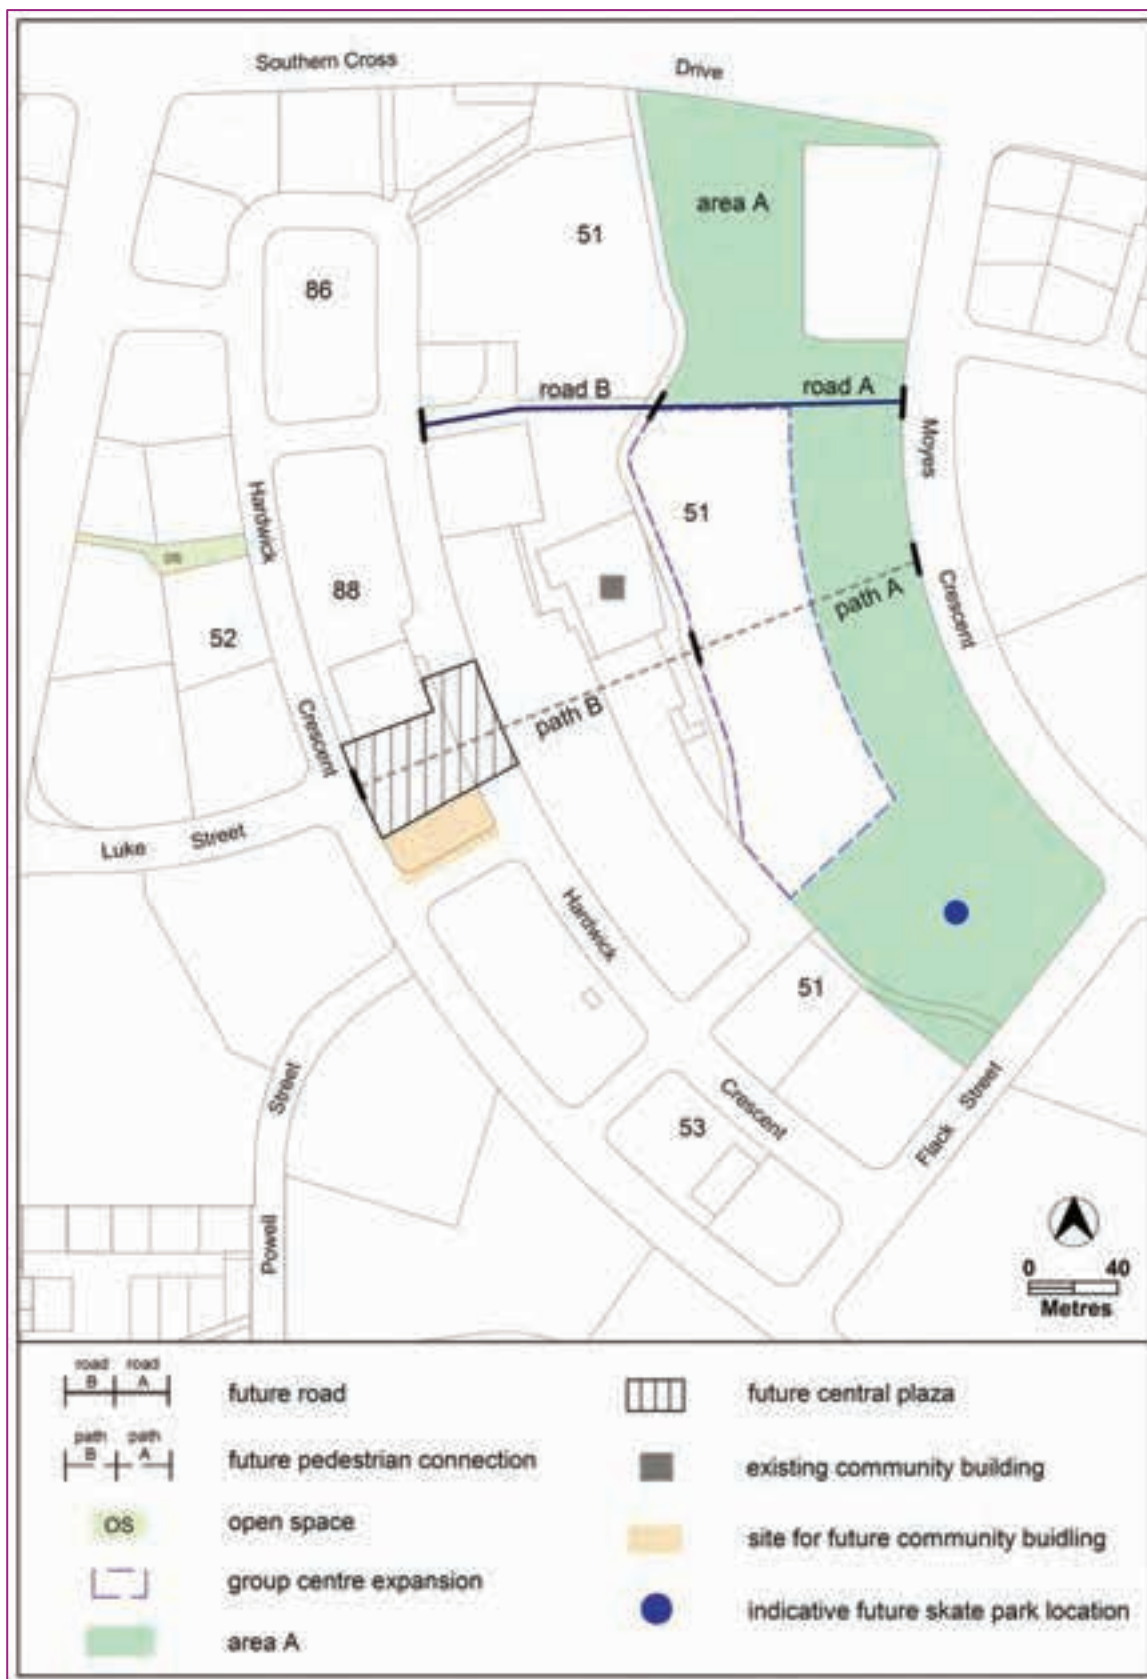 Southern Cross
Drive
area A
51
86
road B
road A
Moyes
Hardwick
51
OS
88
path A
52
Crescent
Crescent
path B
Luke Street
Hardwick
51
Street
Crescent
Street
53
Flack
Powell
0 40
Metres
road road
B A
future road
future central plaza
path path
B A
future pedestrian connection
existing community building
OS
open space
site for future community buidling
group centre expansion
indicative future skate park location
area A